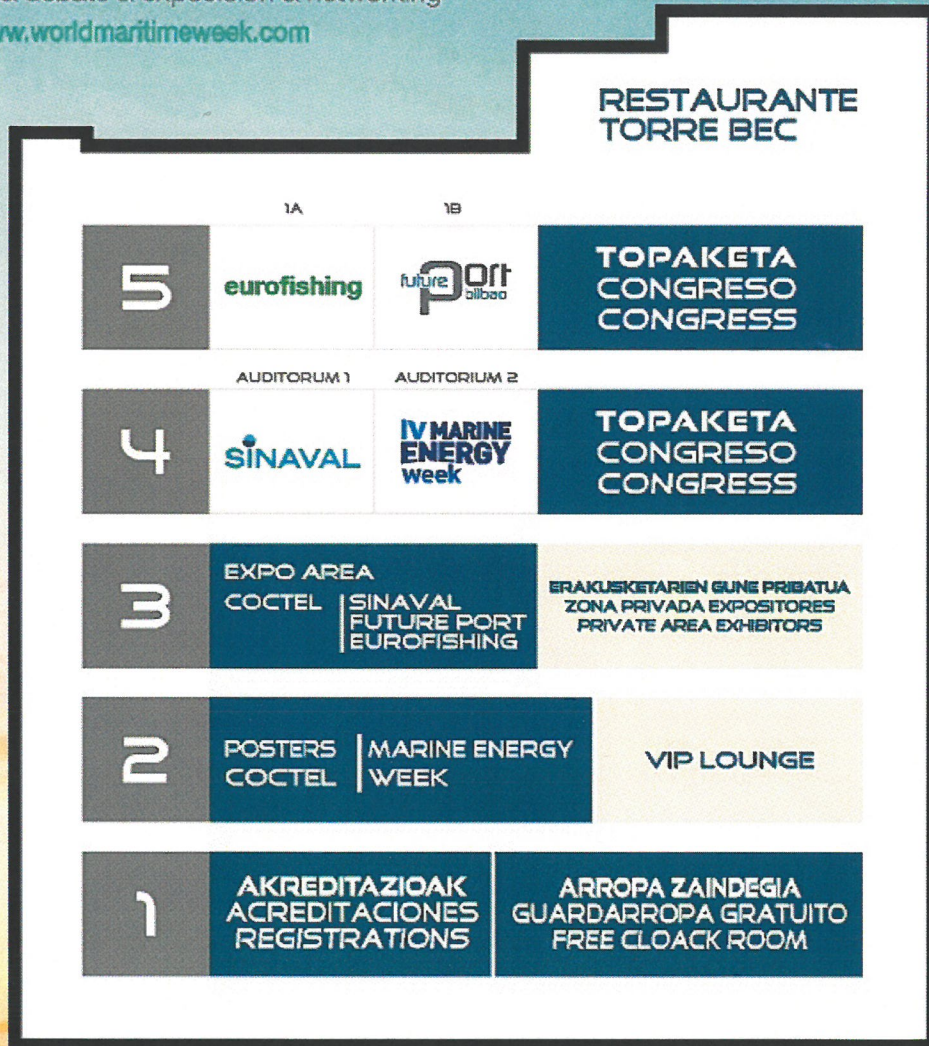 debate & exposición & networking
w.worldmaritimeweek.com
RESTAURANTE
TORRE BEC
1A
1B
5
eurofishing
future port
bilbao
TOPAKETA
CONGRESO
CONGRESS
AUDITORUM 1
AUDITORIUM 2
4
SINAVAL
IV MARINE
ENERGY
week
TOPAKETA
CONGRESO
CONGRESS
3
EXPO AREA
COCTEL
SINAVAL
FUTURE PORT
EUROFISHING
ERAKUSKETARIEN GUNE PRIBATUA
ZONA PRIVADA EXPOSITORES
PRIVATE AREA EXHIBITORS
2
POSTERS
COCTEL
MARINE ENERGY
WEEK
VIP LOUNGE
1
AKREDITAZIOAK
ACREDITACIONES
REGISTRATIONS
ARROPA ZAINDEGIA
GUARDARROPA GRATUITO
FREE CLOACK ROOM